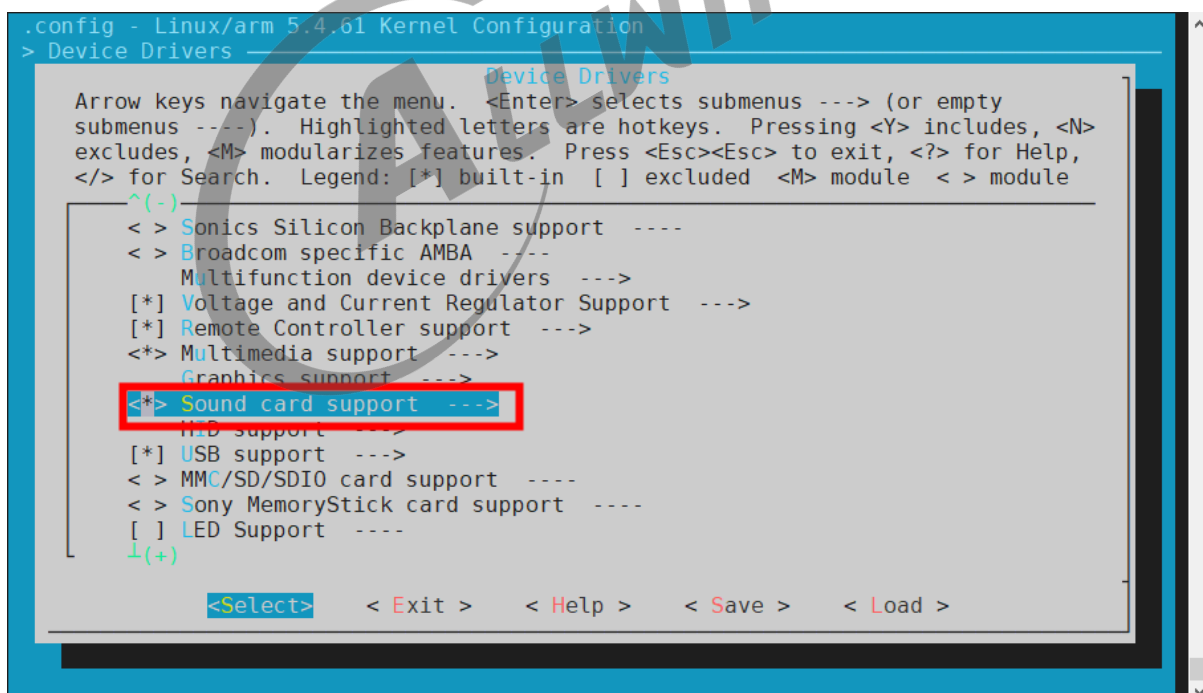 .config - Linux/arm 5.4.61 Kernel Configuration
> Device Drivers
Device Drivers
Arrow keys navigate the menu.  <Enter> selects submenus ---> (or empty
submenus ----).  Highlighted letters are hotkeys.  Pressing <Y> includes, <N>
excludes, <M> modularizes features.  Press <Esc><Esc> to exit, <?> for Help,
</> for Search.  Legend: [*] built-in  [ ] excluded  <M> module  < > module
^(-)
< > Sonics Silicon Backplane support  ----
< > Broadcom specific AMBA  ----
Multifunction device drivers  --->
[*] Voltage and Current Regulator Support  --->
[*] Remote Controller support  --->
<*> Multimedia support  --->
Graphics support  --->
<*> Sound card support  --->
HID support  --->
[*] USB support  --->
< > MMC/SD/SDIO card support  ----
< > Sony MemoryStick card support  ----
[ ] LED Support  ----
┴(+)
<Select>    < Exit >    < Help >    < Save >    < Load >